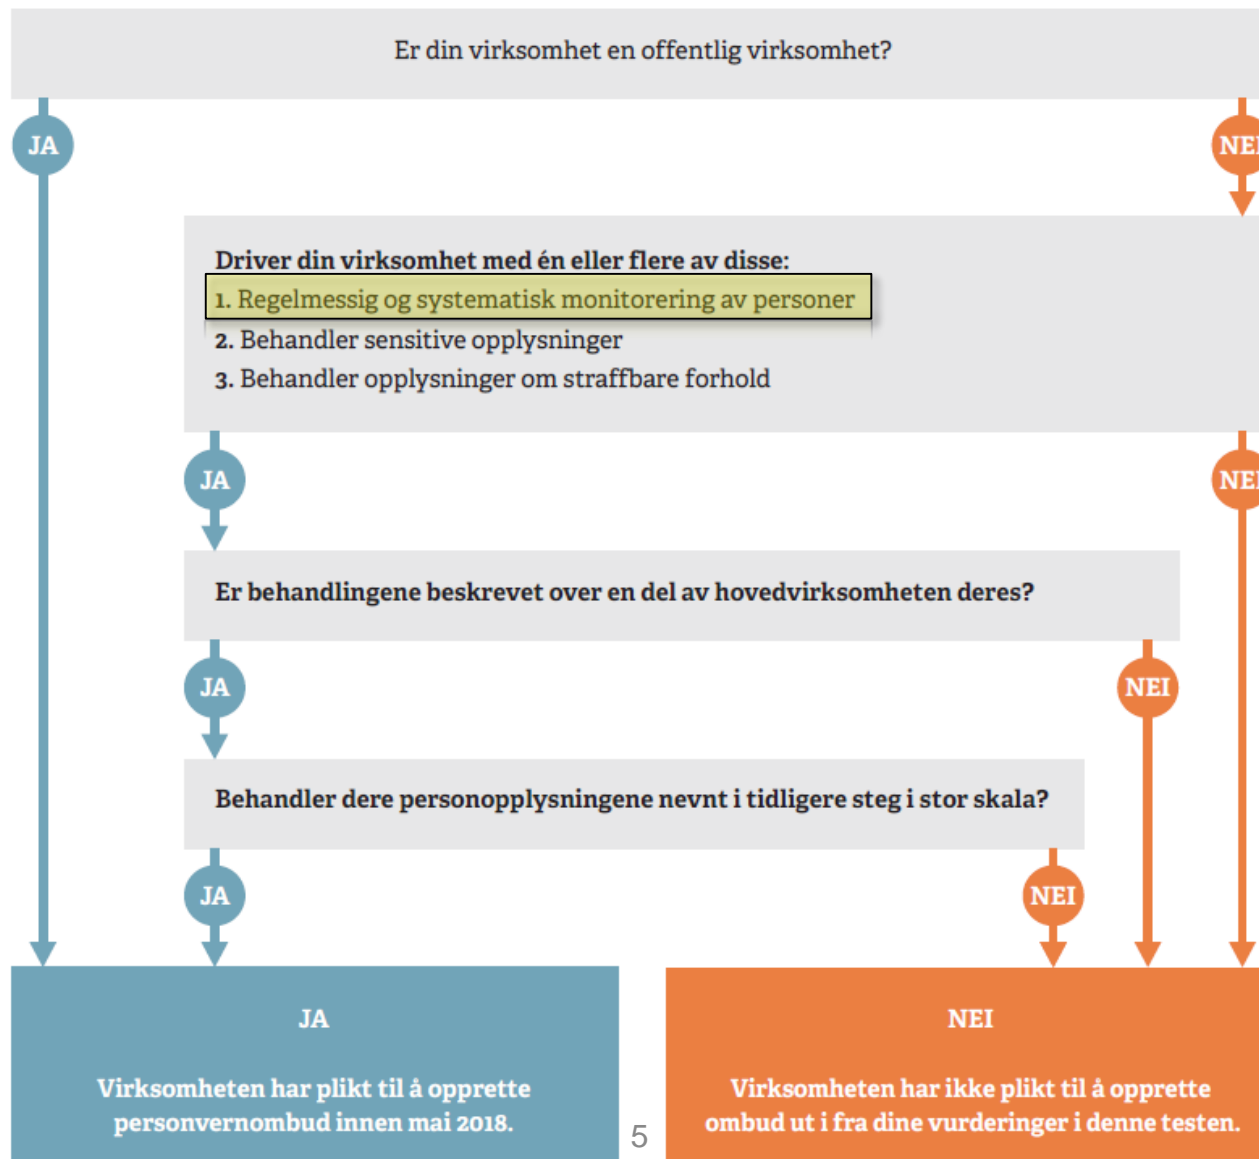 Er din virksomhet en offentlig virksomhet?
JA
NEI
Driver din virksomhet med én eller flere av disse:
1. Regelmessig og systematisk monitorering av personer
2. Behandler sensitive opplysninger
3. Behandler opplysninger om straffbare forhold
JA
NEI
Er behandlingene beskrevet over en del av hovedvirksomheten deres?
JA
NEI
Behandler dere personopplysningene nevnt i tidligere steg i stor skala?
JA
NEI
JA
Virksomheten har plikt til å opprette
personvernombud innen mai 2018.
5
NEI
Virksomheten har ikke plikt til å opprette
ombud ut i fra dine vurderinger i denne testen.